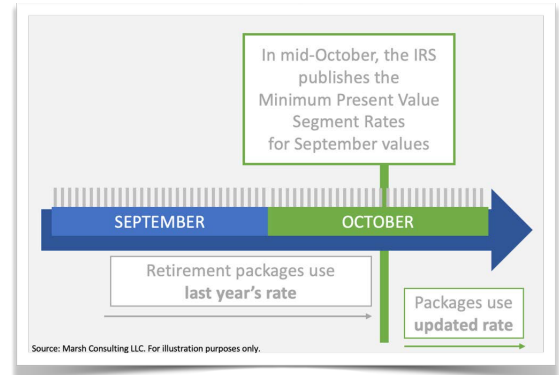 In mid-October, the IRS
publishes the
Minimum Present Value
Segment Rates
for September values
SEPTEMBER
OCTOBER
Retirement packages use
last year's rate
Packages use
updated rate
Source: Marsh Consulting LLC. For illustration purposes only.